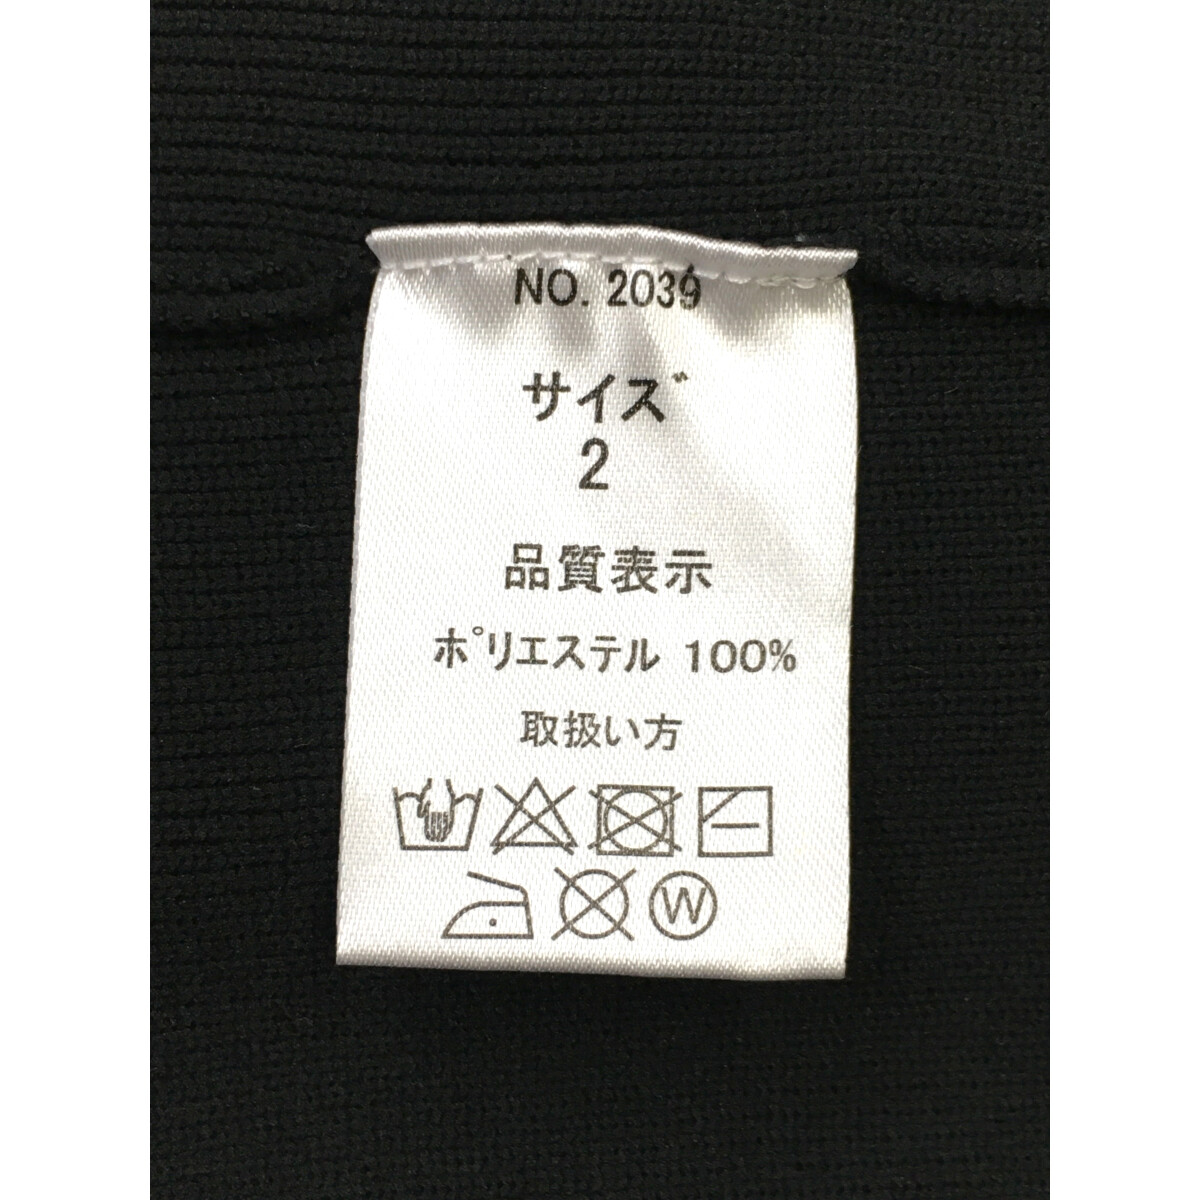 NO. 2039
サイズ
2
品質表示
ポリエステル 100%
取扱い方
W